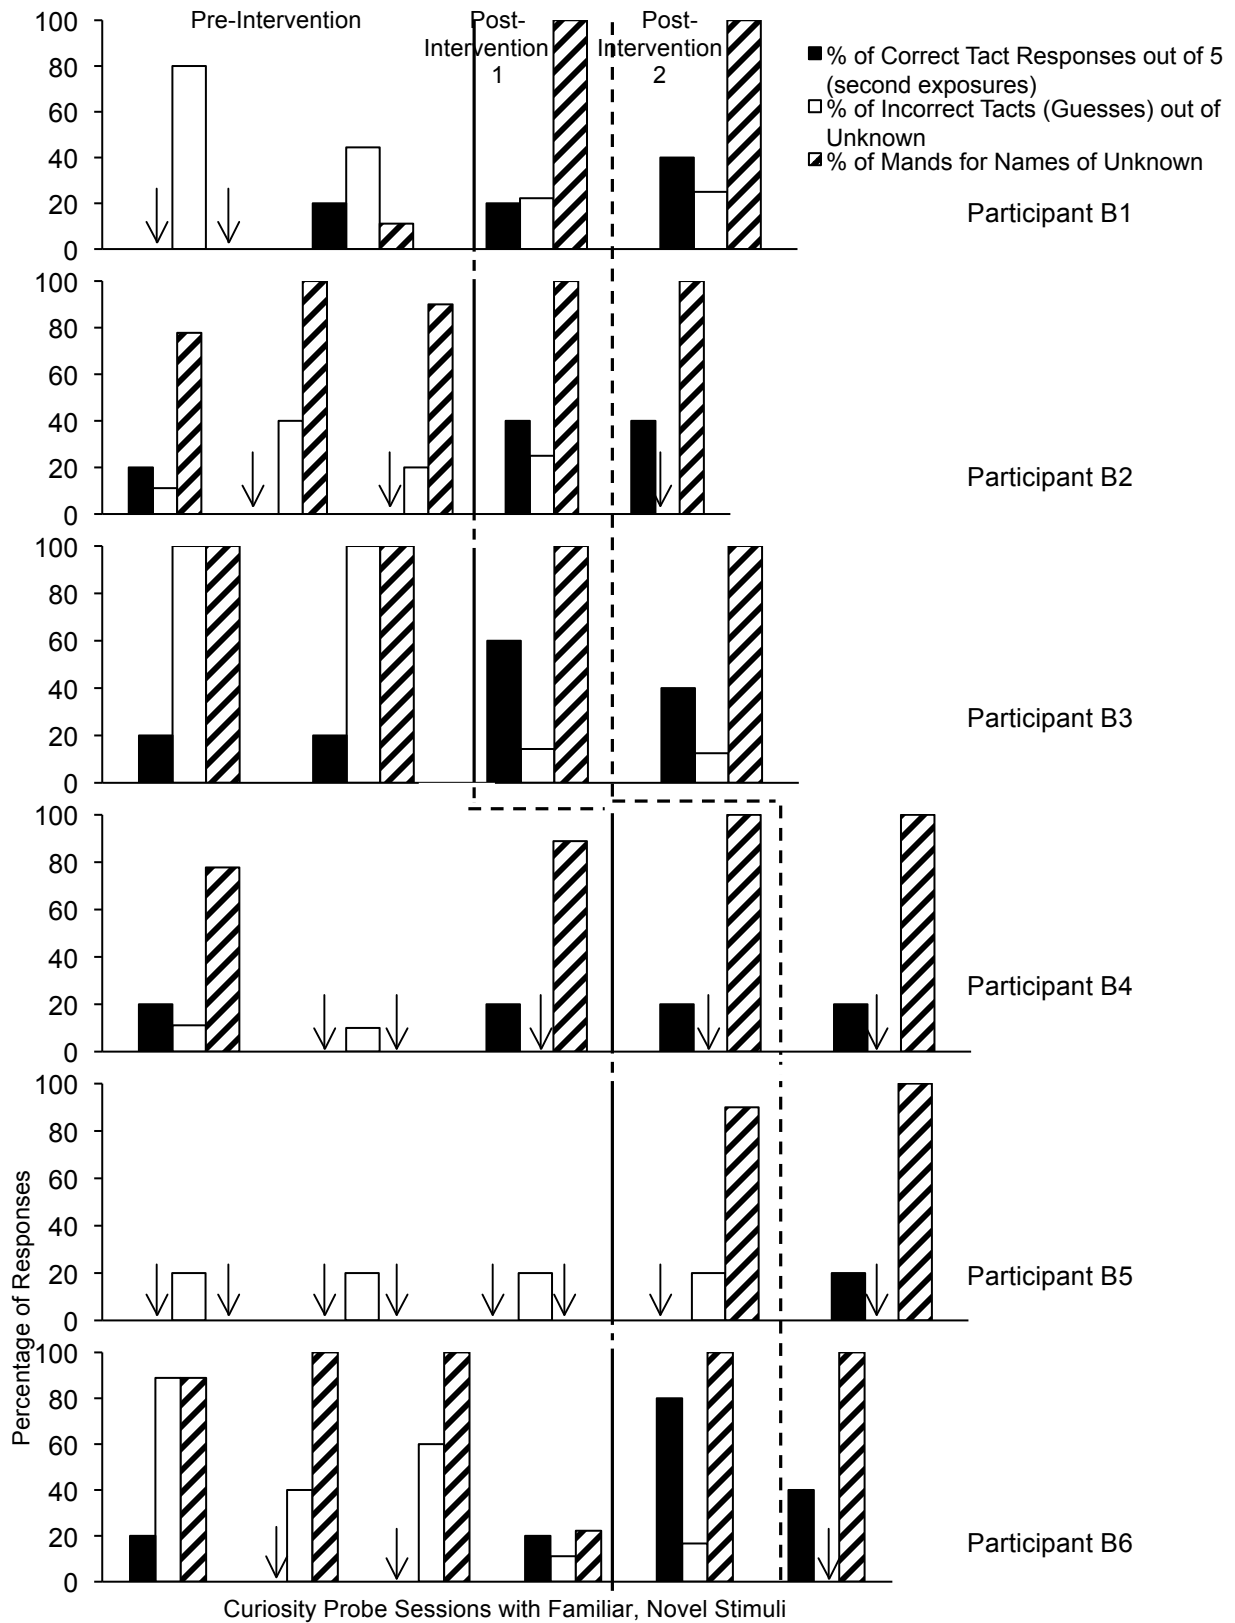 Pre-Intervention
Post-
Intervention
1
Post-
Intervention
2
% of Correct Tact Responses out of 5
(second exposures)
% of Incorrect Tacts (Guesses) out of
Unknown
% of Mands for Names of Unknown
100
80
60
40
20
0
Participant B1
100
80
60
40
20
0
Participant B2
100
80
60
40
20
0
Participant B3
100
80
60
40
20
0
Participant B4
100
80
60
40
20
0
Participant B5
100
80
60
40
20
0
Participant B6
Percentage of Responses
Curiosity Probe Sessions with Familiar, Novel Stimuli